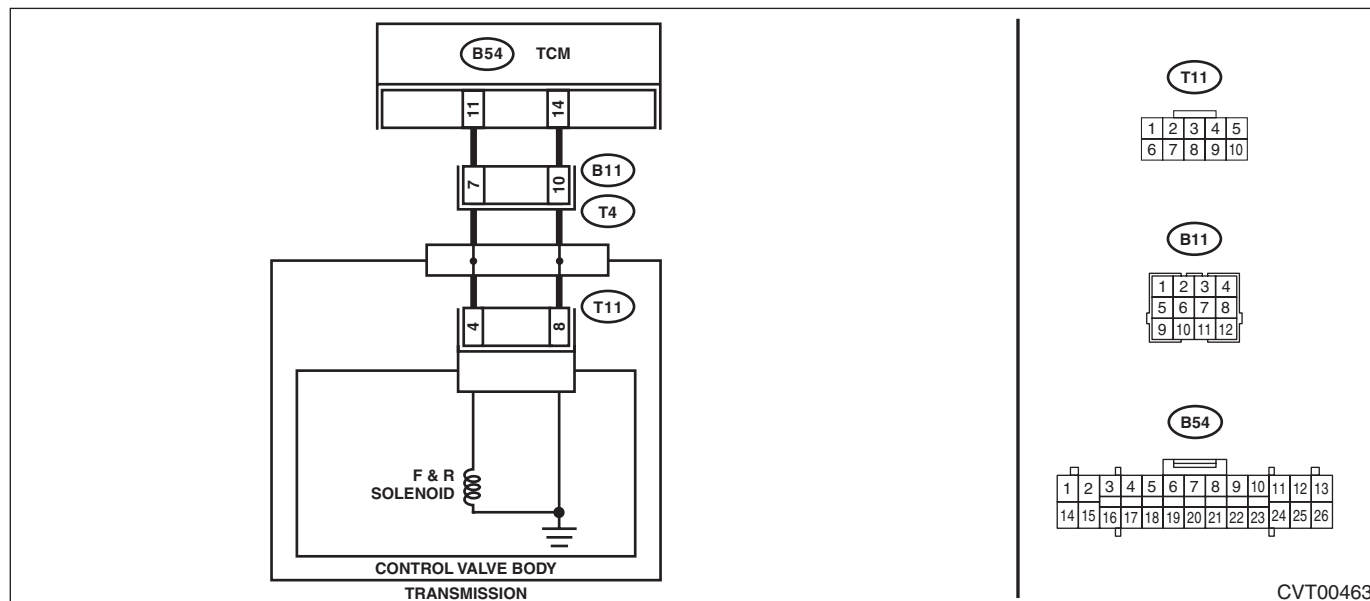 B54 TCM
11 14
7 10
B11
T4
4 8
T11
F & R
SOLENOID
CONTROL VALVE BODY
TRANSMISSION
T11
1 2 3 4 5
6 7 8 9 10
B11
1 2 3 4
5 6 7 8
9 10 11 12
B54
1 2 3 4 5 6 7 8 9 10 11 12 13
14 15 16 17 18 19 20 21 22 23 24 25 26
CVT00463